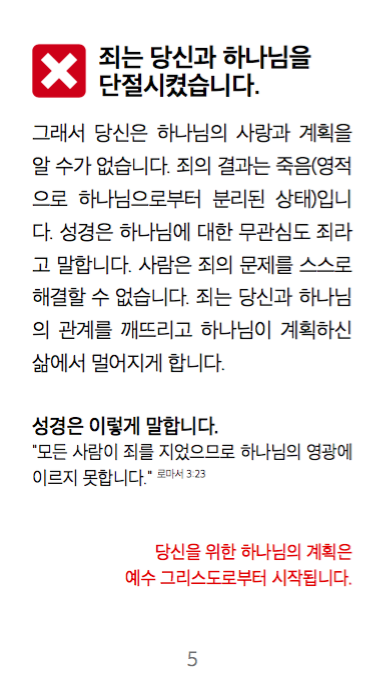 죄는 당신과 하나님을
단절시켰습니다.
그래서 당신은 하나님의 사랑과 계획을
알 수가 없습니다. 죄의 결과는 죽음(영적
으로 하나님으로부터 분리된 상태)입니
다. 성경은 하나님에 대한 무관심도 죄라
고 말합니다. 사람은 죄의 문제를 스스로
해결할 수 없습니다. 죄는 당신과 하나님
의 관계를 깨뜨리고 하나님이 계획하신
삶에서 멀어지게 합니다.
성경은 이렇게 말합니다.
"모든 사람이 죄를 지었으므로 하나님의 영광에
이르지 못합니다." 로마서 3:23
당신을 위한 하나님의 계획은
예수 그리스도로부터 시작됩니다.
5